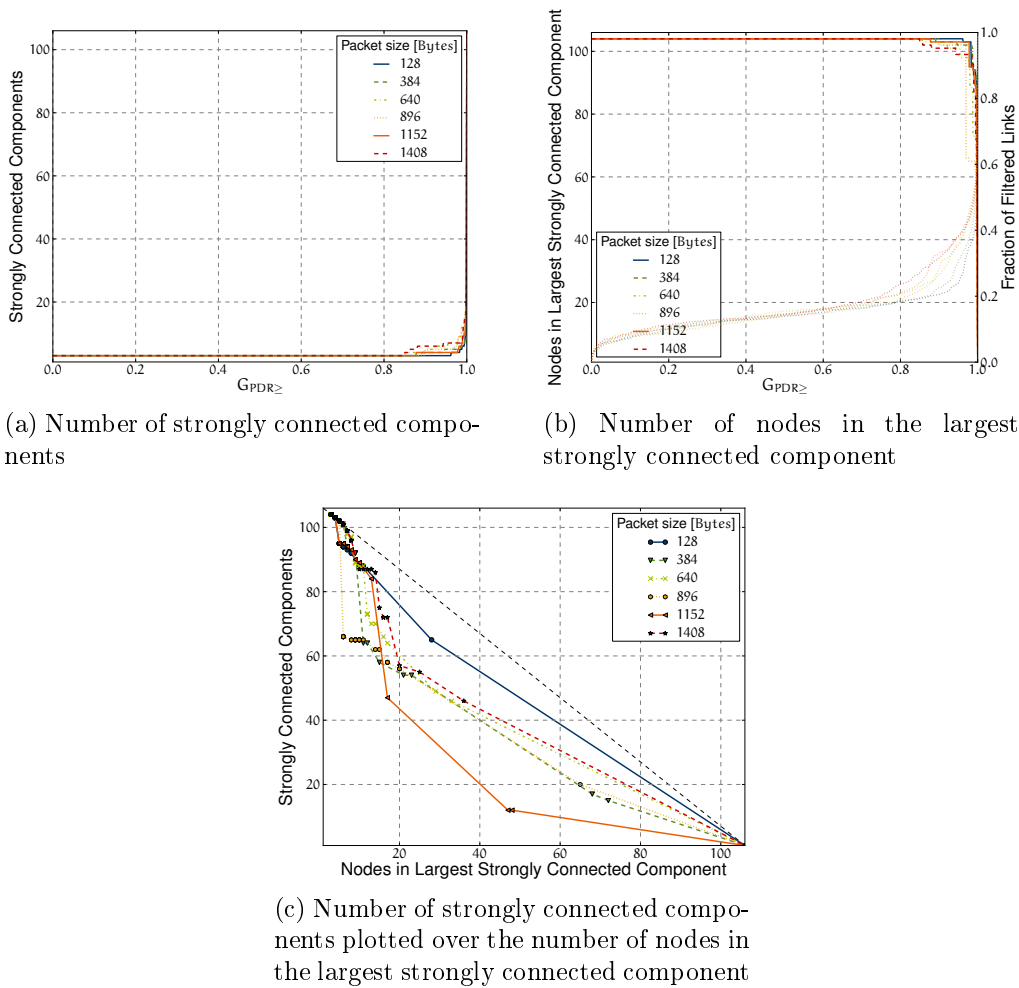 100
80
60
40
20
0.0 0.2 0.4 0.6 0.8 1.0
Strongly Connected Components
G_PDR≥
Packet size [Bytes]
128
384
640
896
1152
1408
(a) Number of strongly connected compo-
nents
100
80
60
40
20
0.0 0.2 0.4 0.6 0.8 1.0
Nodes in Largest Strongly Connected Component
G_PDR≥
1.0
0.8
0.6
0.4
0.2
0.0
Fraction of Filtered Links
Packet size [Bytes]
128
384
640
896
1152
1408
(b) Number of nodes in the largest
strongly connected component
100
80
60
40
20
20 40 60 80 100
Strongly Connected Components
Nodes in Largest Strongly Connected Component
Packet size [Bytes]
128
384
640
896
1152
1408
(c) Number of strongly connected compo-
nents plotted over the number of nodes in
the largest strongly connected component